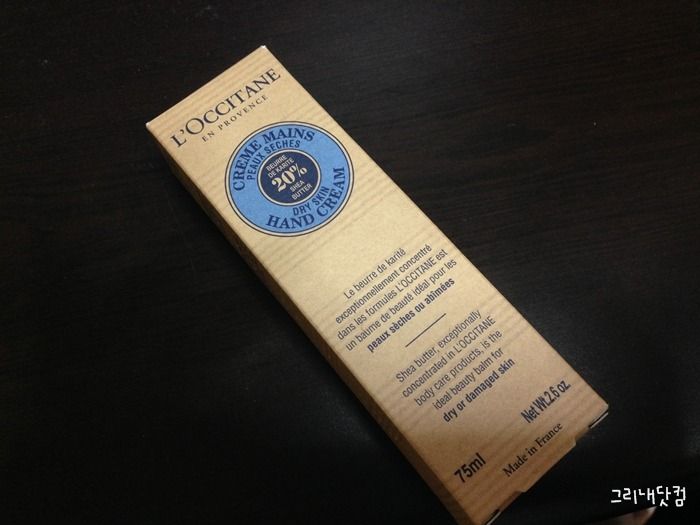 L'OCCITANE
EN PROVENCE
CREME MAINS
PEAUX SECHES
BEURRE
DE KARITE
20%
SHEA
BUTTER
DRY SKIN
HAND CREAM
Le beurre de karité
exceptionnellement concentré
dans les formules L'OCCITANE est
un baume de beauté idéal pour les
peaux sèches ou abîmées
Shea butter, exceptionally
concentrated in L'OCCITANE
body care products, is the
ideal beauty balm for
dry or damaged skin
75ml
Net Wt.2.6 oz.
Made in France
그리내닷컴